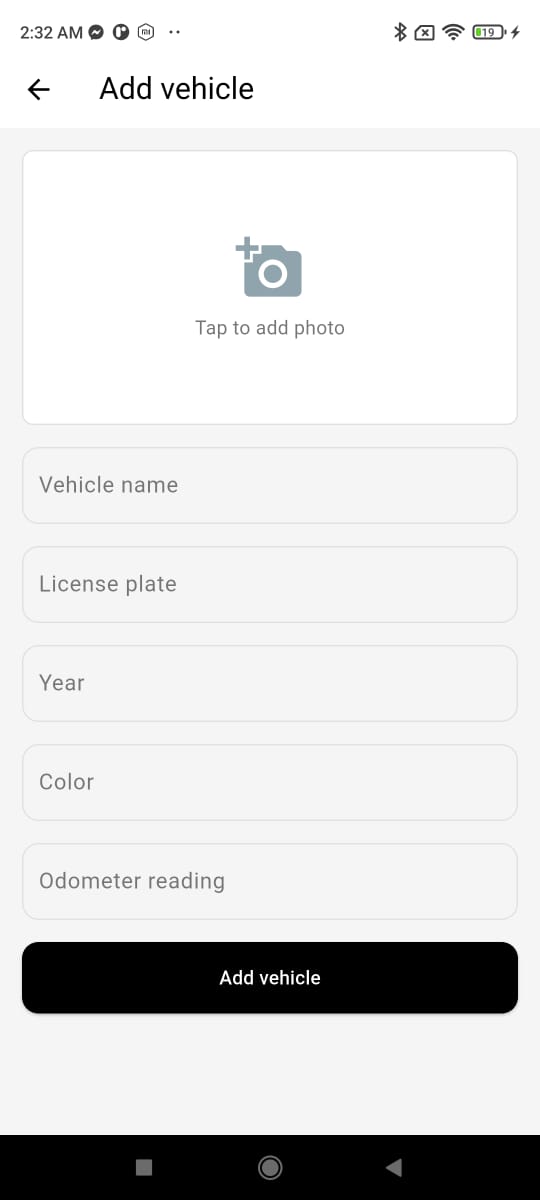 2:32 AM
19
Add vehicle
Tap to add photo
Vehicle name
License plate
Year
Color
Odometer reading
Add vehicle